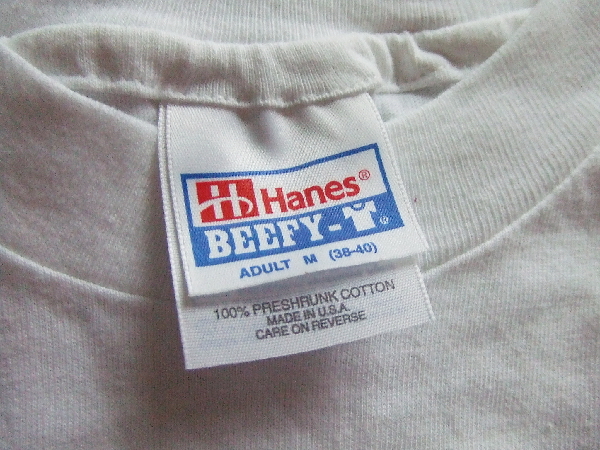 Hanes®
BEEFY-T®
ADULT M (38-40)
100% PRESHRUNK COTTON
MADE IN U.S.A.
CARE ON REVERSE